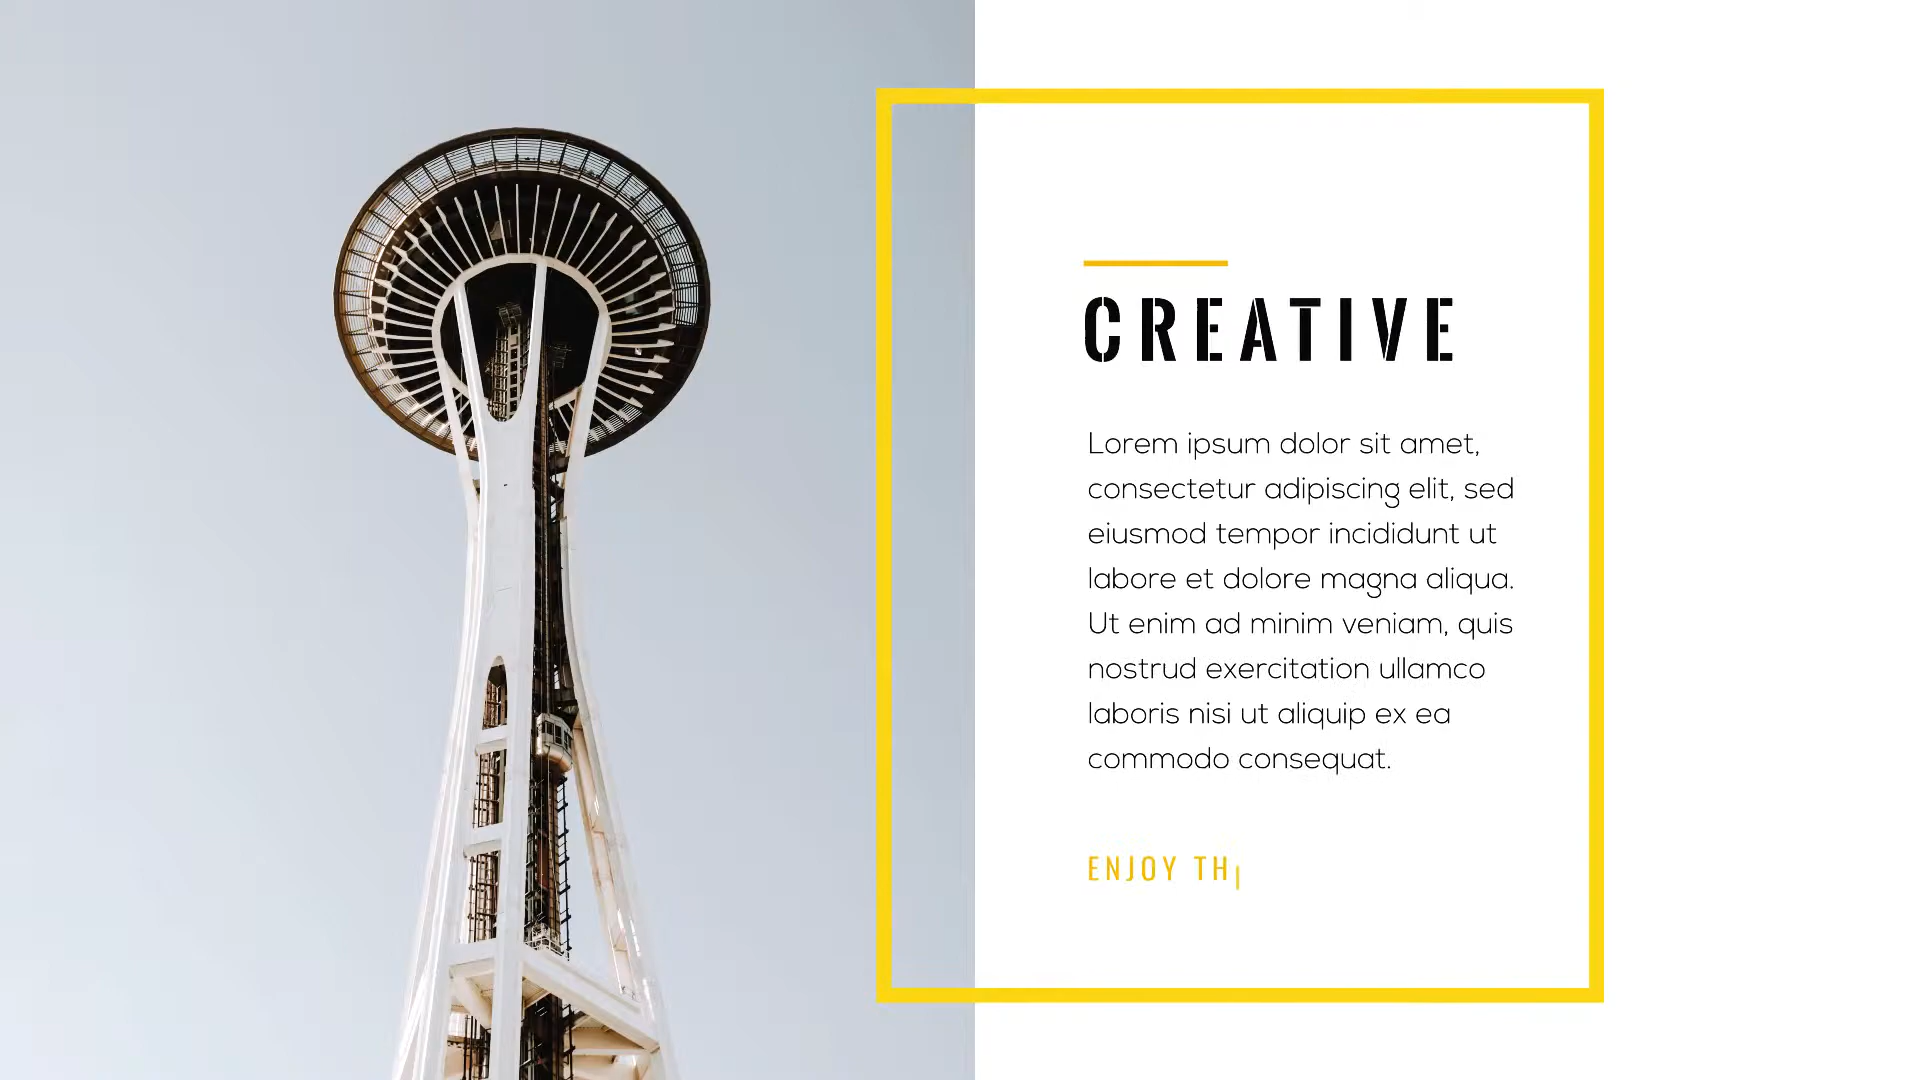 CREATIVE
Lorem ipsum dolor sit amet,
consectetur adipiscing elit, sed
eiusmod tempor incididunt ut
labore et dolore magna aliqua.
Ut enim ad minim veniam, quis
nostrud exercitation ullamco
laboris nisi ut aliquip ex ea
commodo consequat.
ENJOY TH